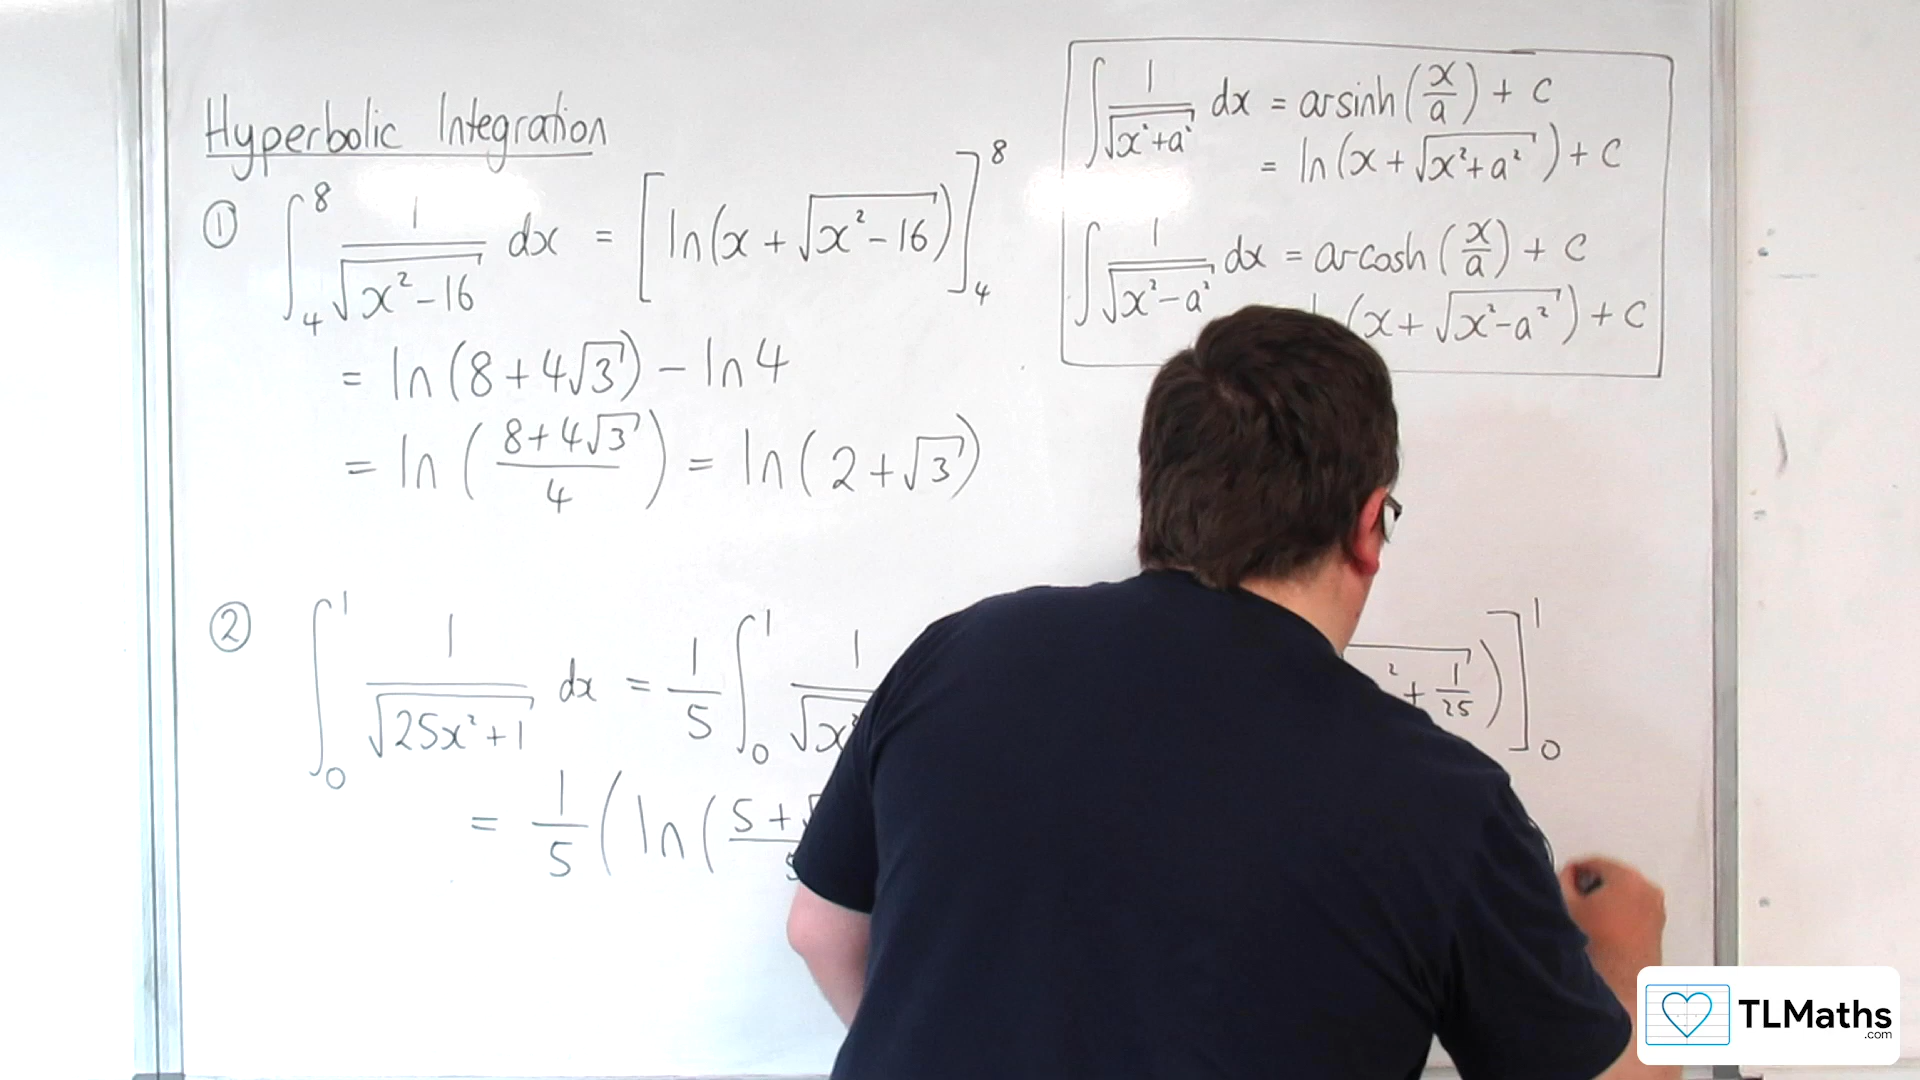 Hyperbolic Integration
① ∫₄⁸ 1/√(x²-16) dx = [ln(x + √(x²-16))]₄⁸
= ln(8 + 4√3) - ln4
= ln((8+4√3)/4) = ln(2+√3)
∫ 1/√(x²+a²) dx = arsinh(x/a) + c
= ln(x + √(x²+a²)) + c
∫ 1/√(x²-a²) dx = arcosh(x/a) + c
(x + √(x²-a²)) + c
② ∫₀¹ 1/√(25x²+1) dx = 1/5 ∫₀¹ 1/√x² ² + 1/25)]₀¹
= 1/5 (ln(5+√
TLMaths
.com